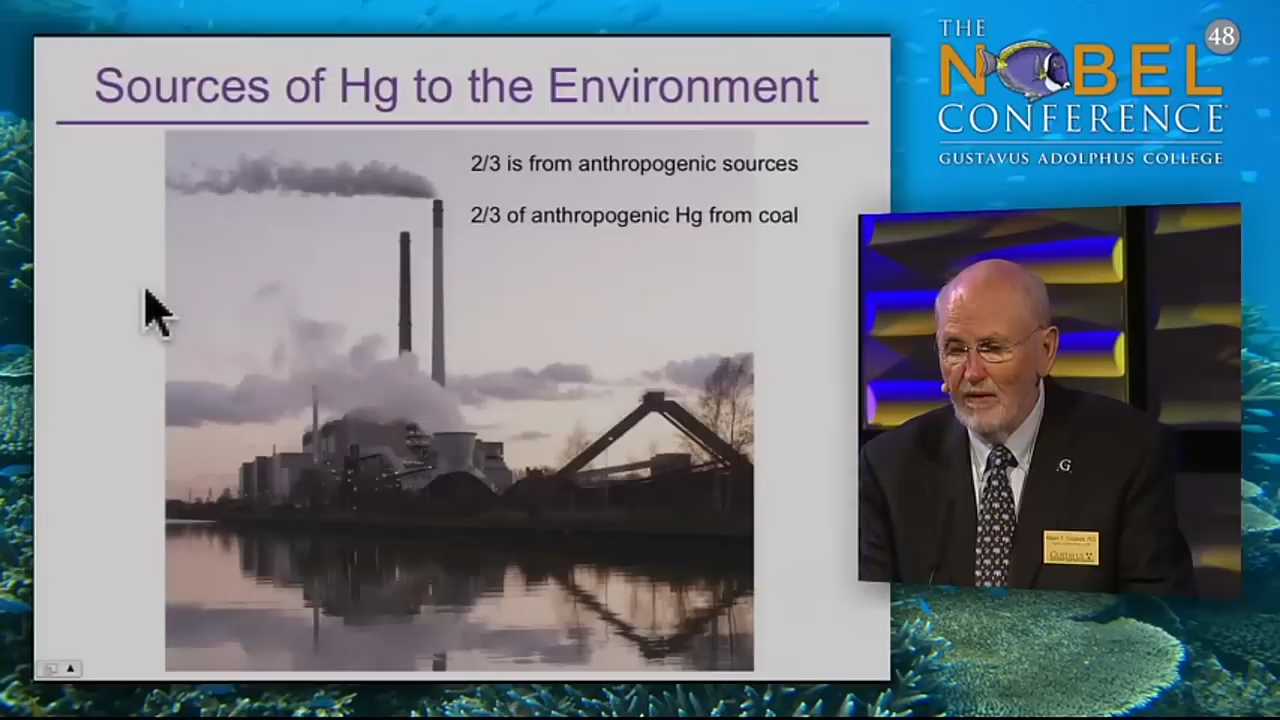 Sources of Hg to the Environment
2/3 is from anthropogenic sources
2/3 of anthropogenic Hg from coal
THE
NOBEL
48
CONFERENCE
GUSTAVUS ADOLPHUS COLLEGE
G
GUSTAVUS